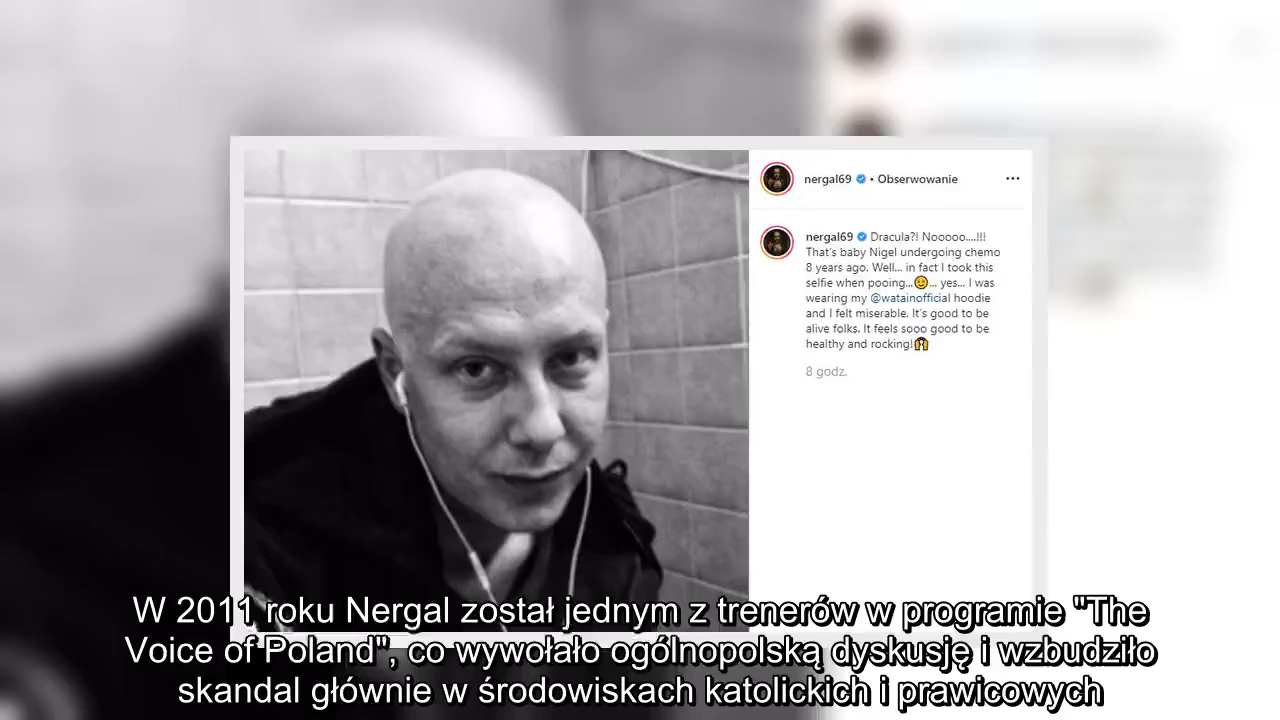 nergal69 • Obserwowanie
nergal69 Dracula?! Nooooo....!!!
That's baby Nigel undergoing chemo
8 years ago. Well... in fact I took this
selfie when pooing...😉... yes... I was
wearing my @watainofficial hoodie
and I felt miserable. It's good to be
alive folks. It feels sooo good to be
healthy and rocking!🙌
8 godz.
W 2011 roku Nergal został jednym z trenerów w programie "The
Voice of Poland", co wywołało ogólnopolską dyskusję i wzbudziło
skandal głównie w środowiskach katolickich i prawicowych